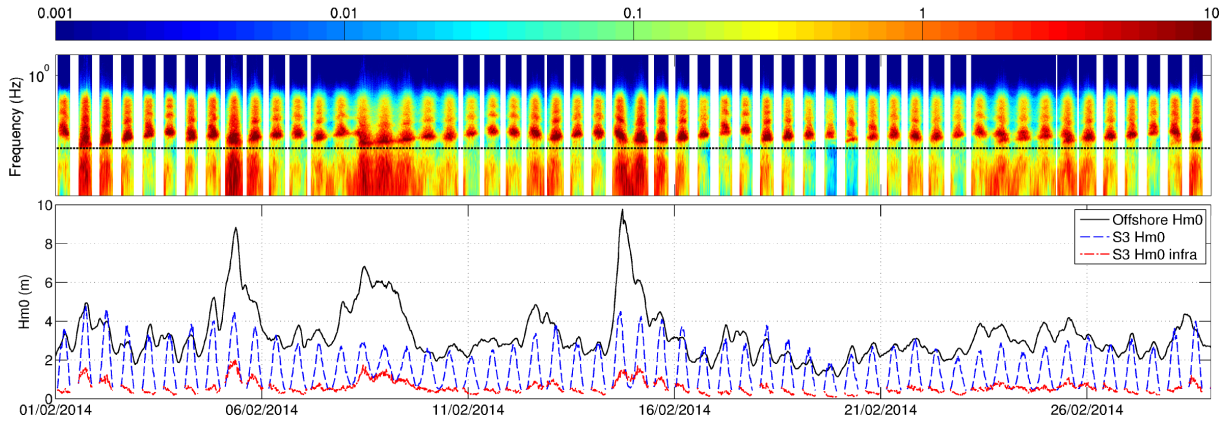 0.001 0.01 0.1 1 10
Frequency (Hz)
10⁰
Hm0 (m)
10
8
6
4
2
0
Offshore Hm0
S3 Hm0
S3 Hm0 infra
01/02/2014 06/02/2014 11/02/2014 16/02/2014 21/02/2014 26/02/2014